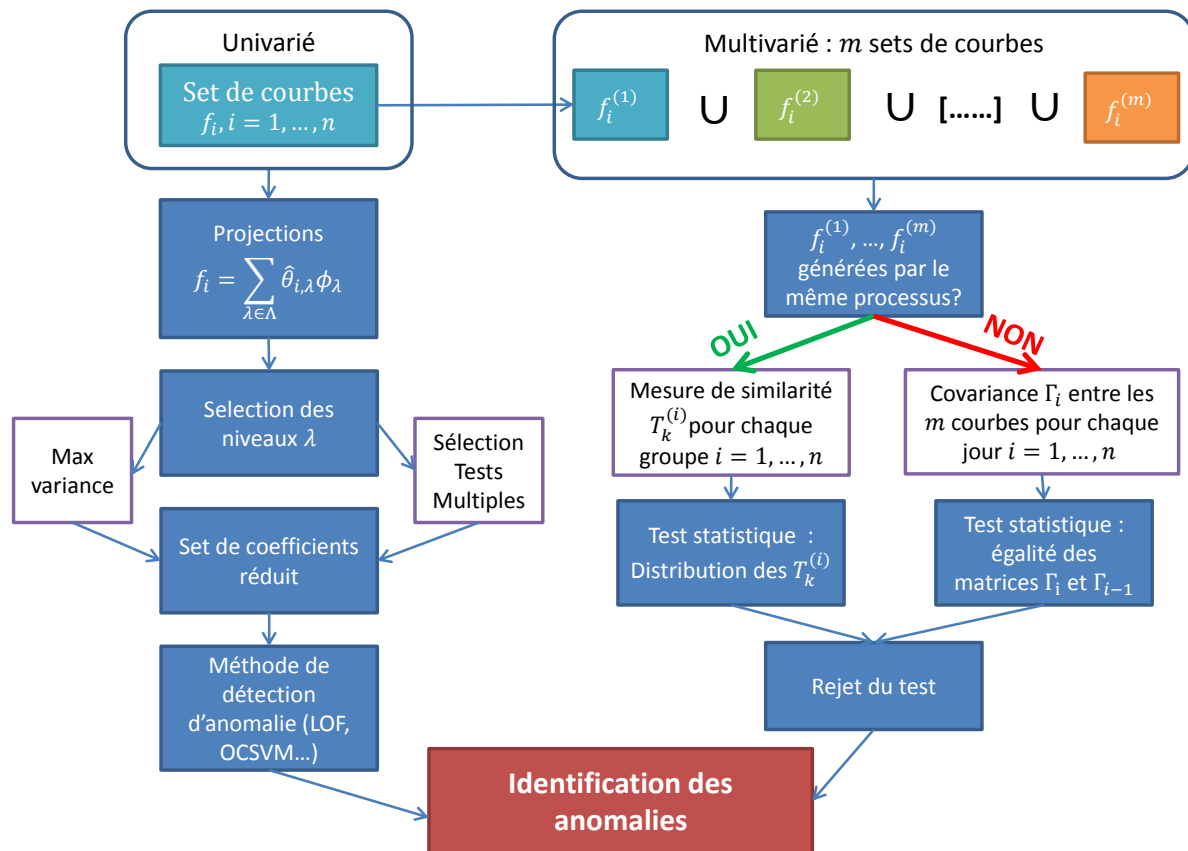 Univarié
Set de courbes
f_i, i = 1, … , n
Multivarié : m sets de courbes
f_i^{(1)} ∪ f_i^{(2)} ∪ [……] ∪ f_i^{(m)}
Projections
f_i = ∑_{λ∈Λ} θ̂_{i,λ} ϕ_λ
Selection des
niveaux λ
Max
variance
Sélection
Tests
Multiples
Set de coefficients
réduit
Méthode de
détection
d’anomalie (LOF,
OCSVM…)
f_i^{(1)}, …, f_i^{(m)}
générées par le
même processus?
OUI
NON
Mesure de similarité
T_k^{(i)} pour chaque
groupe i = 1, … , n
Covariance Γ_i entre les
m courbes pour chaque
jour i = 1, … , n
Test statistique :
Distribution des T_k^{(i)}
Test statistique :
égalité des
matrices Γ_i et Γ_{i−1}
Rejet du test
Identification des
anomalies